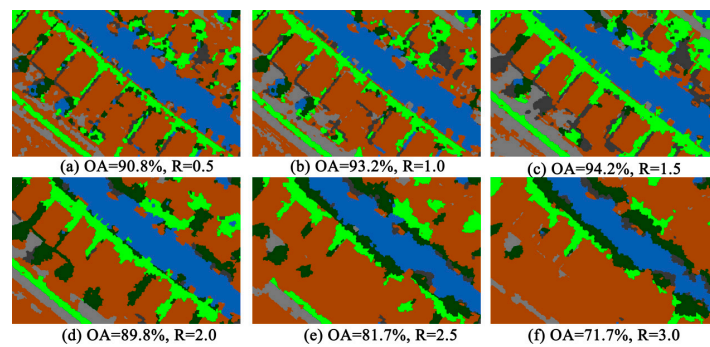 (a) OA=90.8%, R=0.5
(b) OA=93.2%, R=1.0
(c) OA=94.2%, R=1.5
(d) OA=89.8%, R=2.0
(e) OA=81.7%, R=2.5
(f) OA=71.7%, R=3.0